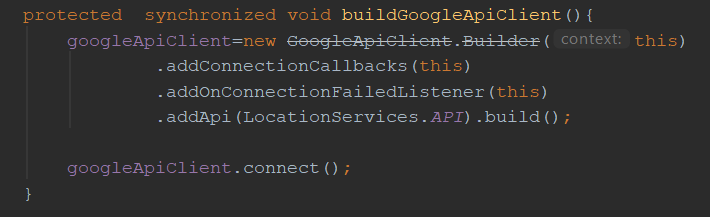 protected  synchronized void buildGoogleApiClient(){
googleApiClient=new GoogleApiClient.Builder( context: this)
.addConnectionCallbacks(this)
.addOnConnectionFailedListener(this)
.addApi(LocationServices.API).build();
googleApiClient.connect();
}